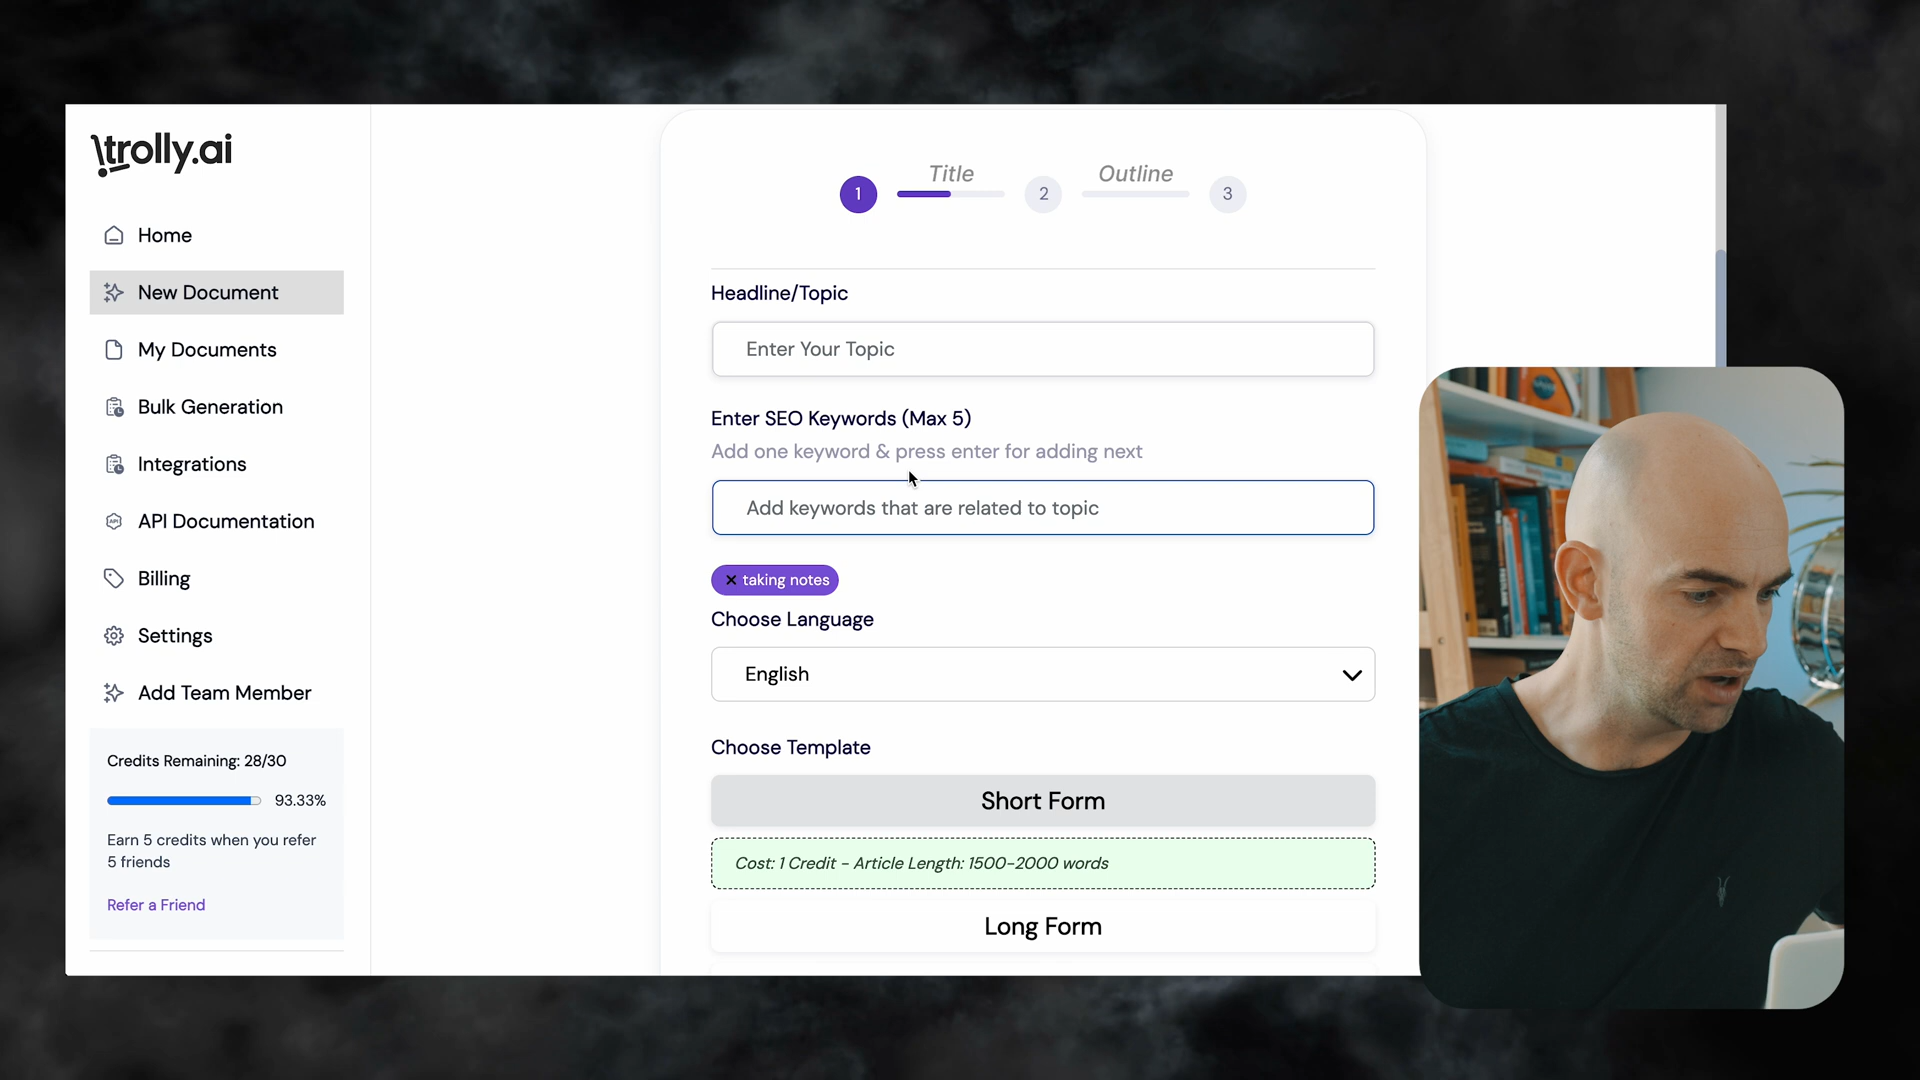 trolly.ai
Home
New Document
My Documents
Bulk Generation
Integrations
API Documentation
Billing
Settings
Add Team Member
Credits Remaining: 28/30
93.33%
Earn 5 credits when you refer
5 friends
Refer a Friend
1
Title
2
Outline
3
Headline/Topic
Enter Your Topic
Enter SEO Keywords (Max 5)
Add one keyword & press enter for adding next
Add keywords that are related to topic
× taking notes
Choose Language
English
Choose Template
Short Form
Cost: 1 Credit - Article Length: 1500-2000 words
Long Form